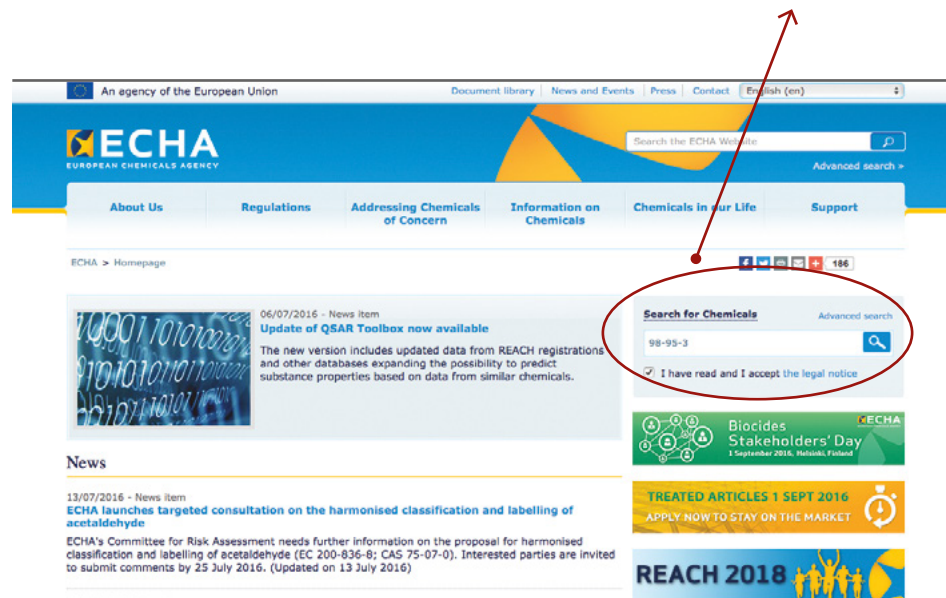 An agency of the European Union
Document library
News and Events
Press
Contact
English (en)
ECHA
EUROPEAN CHEMICALS AGENCY
Search the ECHA Website
Advanced search »
About Us
Regulations
Addressing Chemicals
of Concern
Information on
Chemicals
Chemicals in our Life
Support
ECHA > Homepage
186
06/07/2016 - News item
Update of QSAR Toolbox now available
The new version includes updated data from REACH registrations
and other databases expanding the possibility to predict
substance properties based on data from similar chemicals.
Search for Chemicals
Advanced search
98-95-3
I have read and I accept the legal notice
Biocides
Stakeholders' Day
1 September 2016, Helsinki, Finland
ECHA
News
13/07/2016 - News item
ECHA launches targeted consultation on the harmonised classification and labelling of
acetaldehyde
ECHA's Committee for Risk Assessment needs further information on the proposal for harmonised
classification and labelling of acetaldehyde (EC 200-836-8; CAS 75-07-0). Interested parties are invited
to submit comments by 25 July 2016. (Updated on 13 July 2016)
TREATED ARTICLES 1 SEPT 2016
APPLY NOW TO STAY ON THE MARKET
REACH 2018